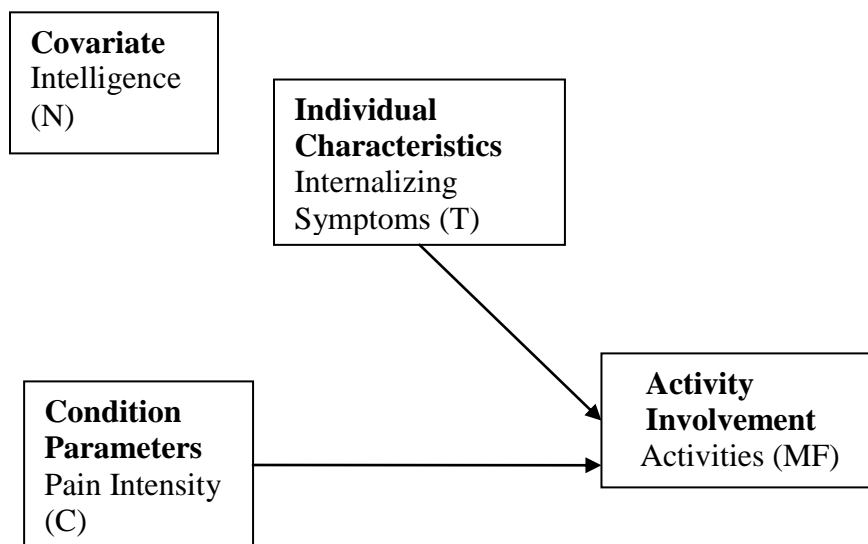 Covariate
Intelligence
(N)
Individual
Characteristics
Internalizing
Symptoms (T)
Condition
Parameters
Pain Intensity
(C)
Activity
Involvement
Activities (MF)